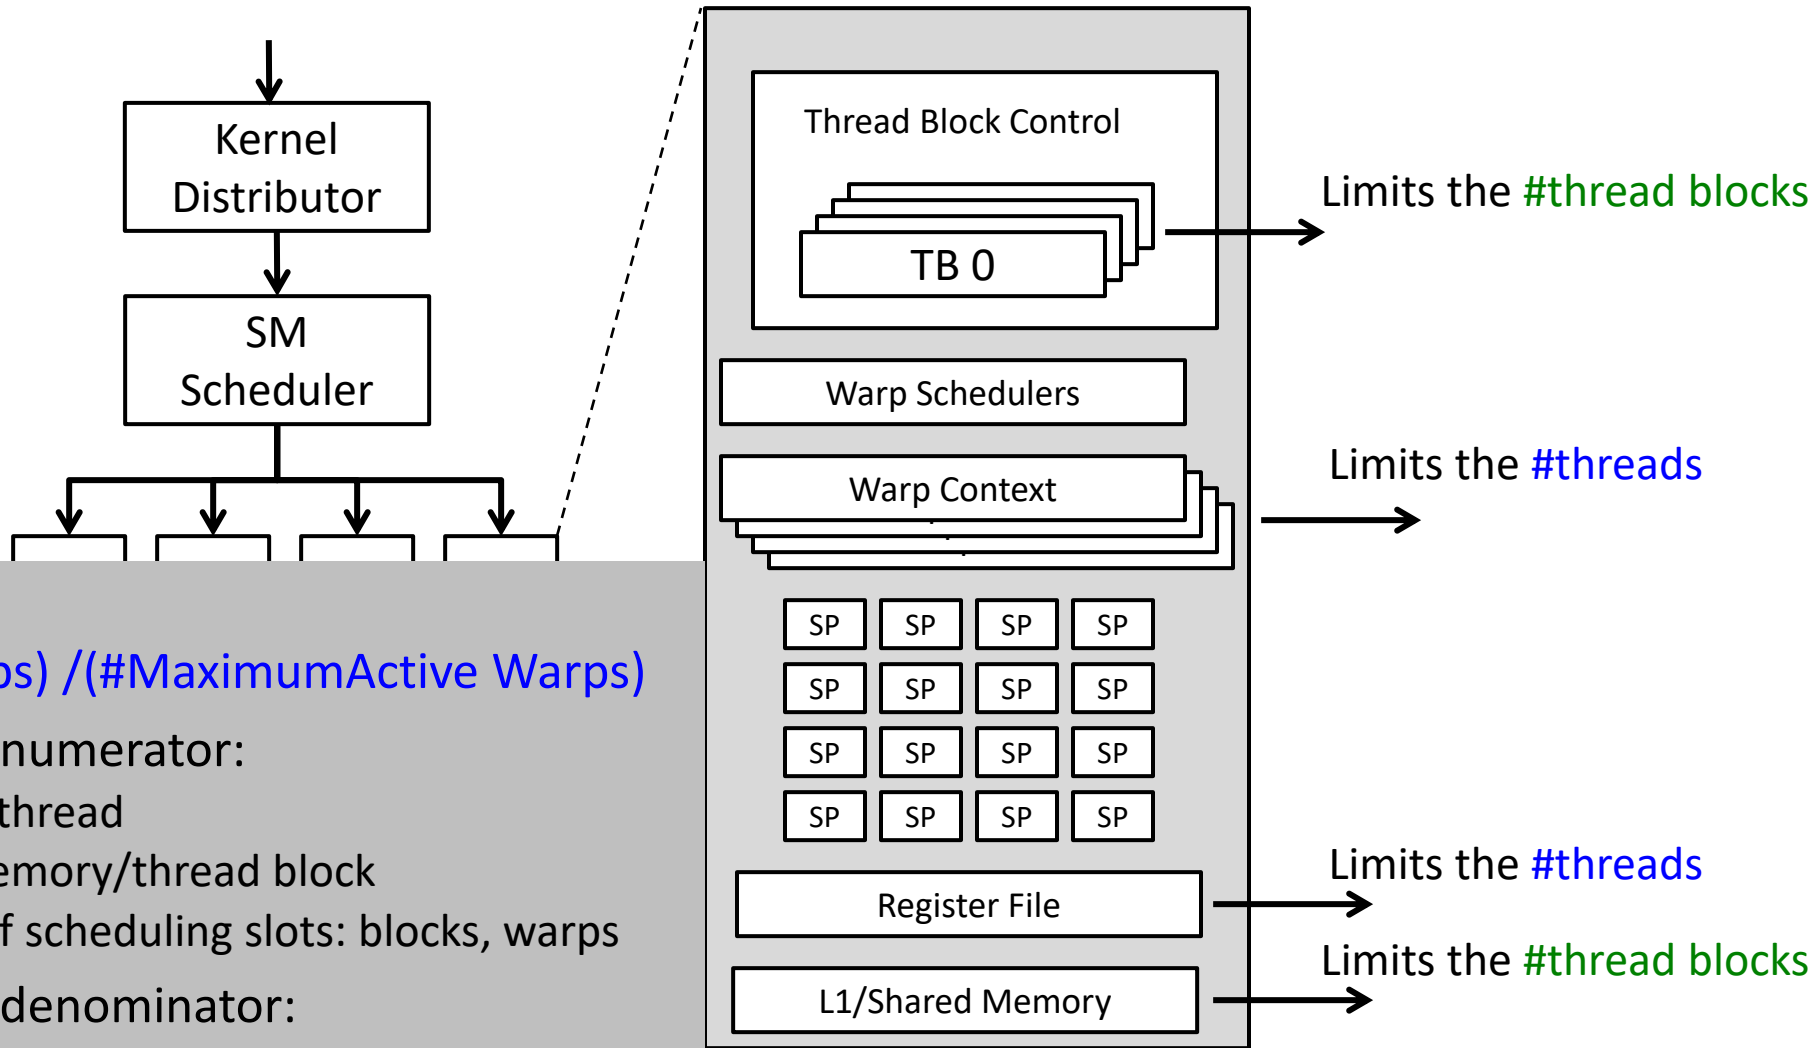 Kernel
Distributor
SM
Scheduler
Thread Block Control
TB 0
Limits the #thread blocks
Warp Schedulers
Warp Context
Limits the #threads
SP SP SP SP
SP SP SP SP
SP SP SP SP
SP SP SP SP
Register File
Limits the #threads
L1/Shared Memory
Limits the #thread blocks
/(#MaximumActive Warps)
numerator:
thread
/thread block
scheduling slots: blocks, warps
denominator: